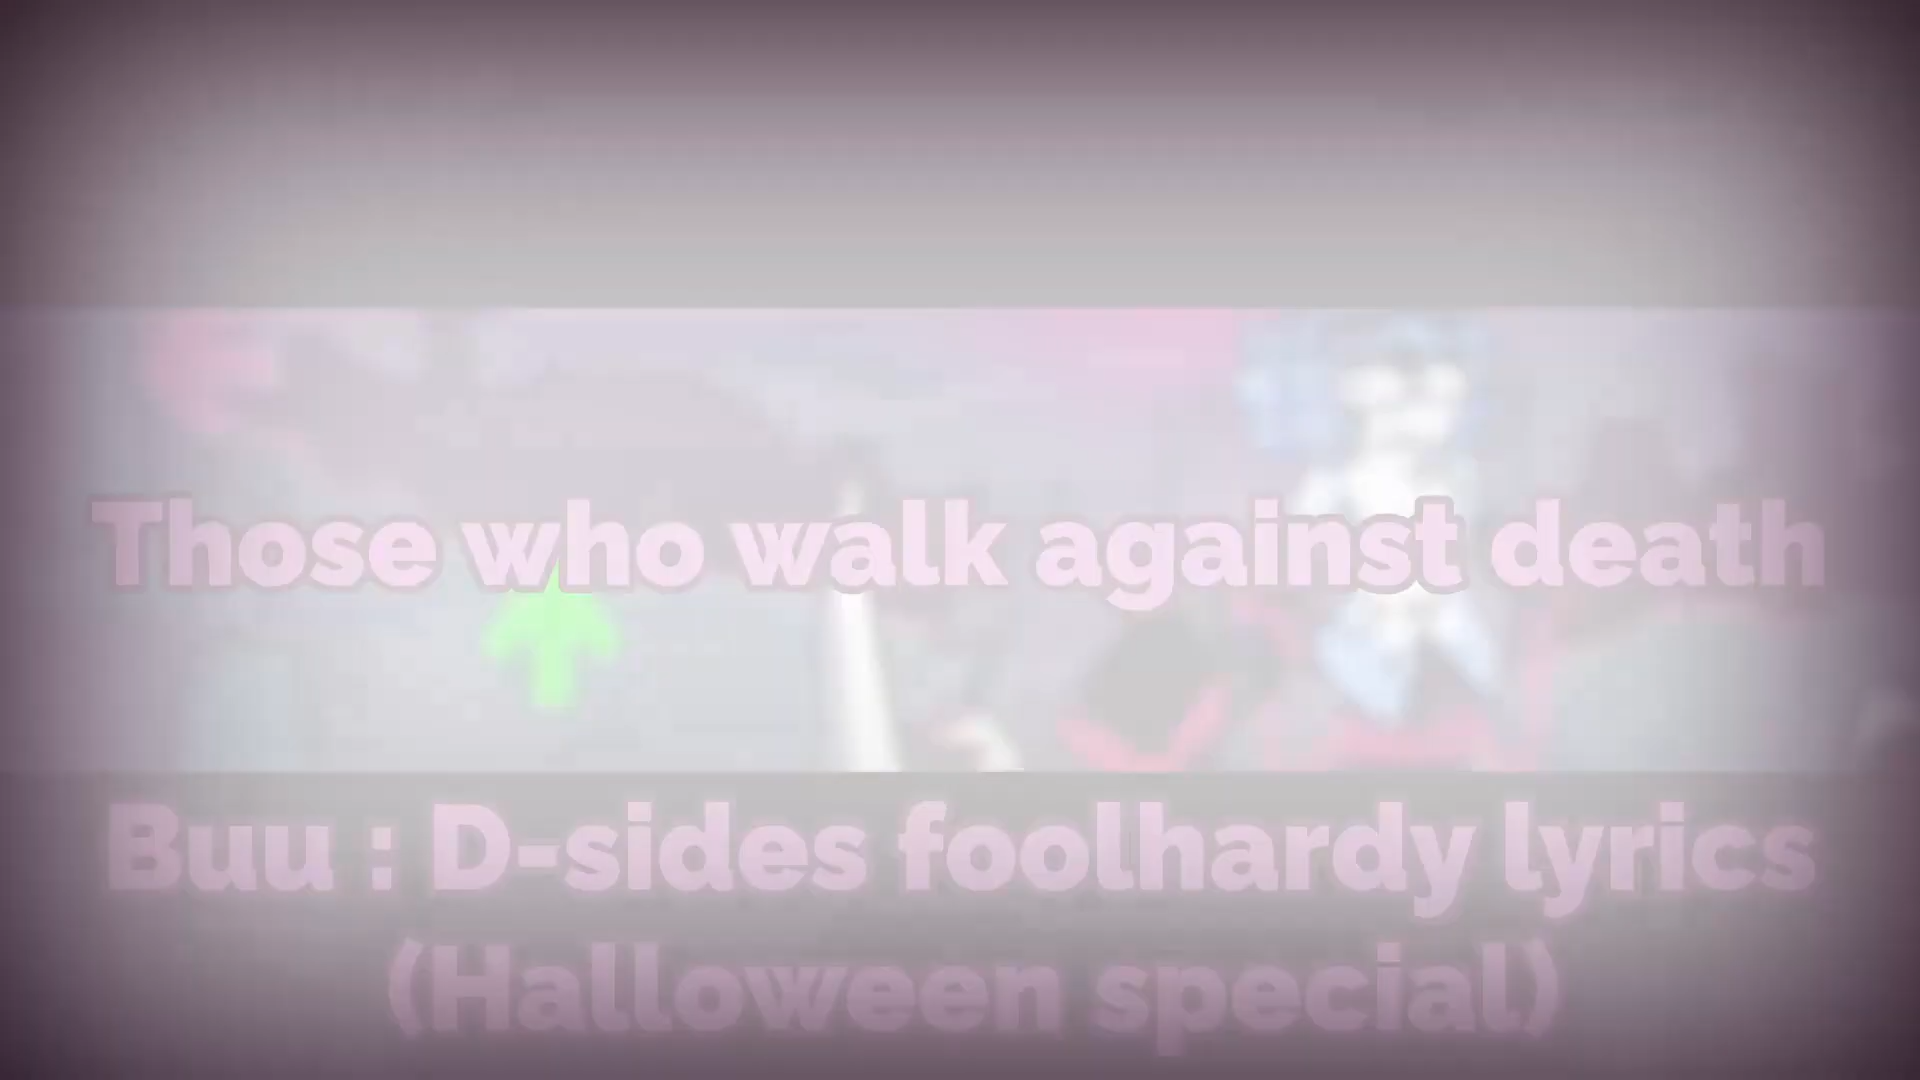 Those who walk against death
Buu : D-sides foolhardy lyrics
(Halloween special)